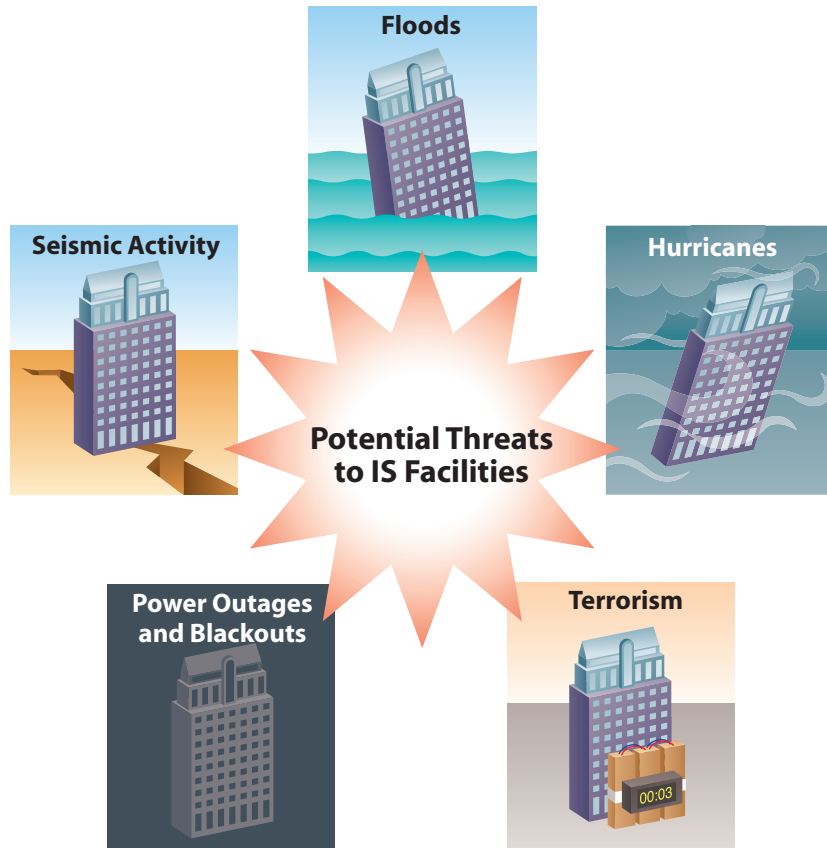 Floods
Seismic Activity
Hurricanes
Potential Threats
to IS Facilities
Power Outages
and Blackouts
Terrorism
00:03